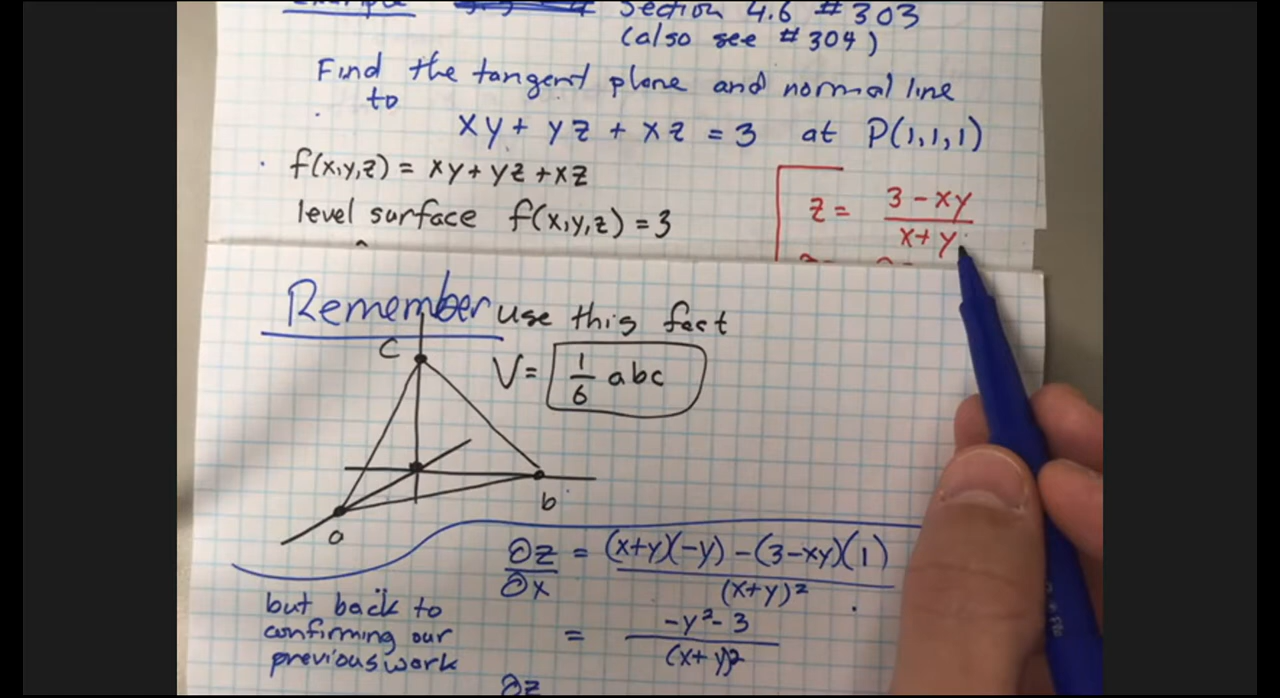 Example Section 4.6 #303
(also see #304)
Find the tangent plane and normal line
to
xy + yz + xz = 3 at P(1,1,1)
f(x,y,z) = xy + yz + xz
level surface f(x,y,z) = 3
z = (3 - xy)/(x + y)
Remember use this fact
V = 1/6 abc
c
b
a
∂z/∂x = ((x+y)(-y) - (3-xy)(1))/(x+y)²
= (-y² - 3)/(x+y)²
but back to
confirming our
previous work
∂z